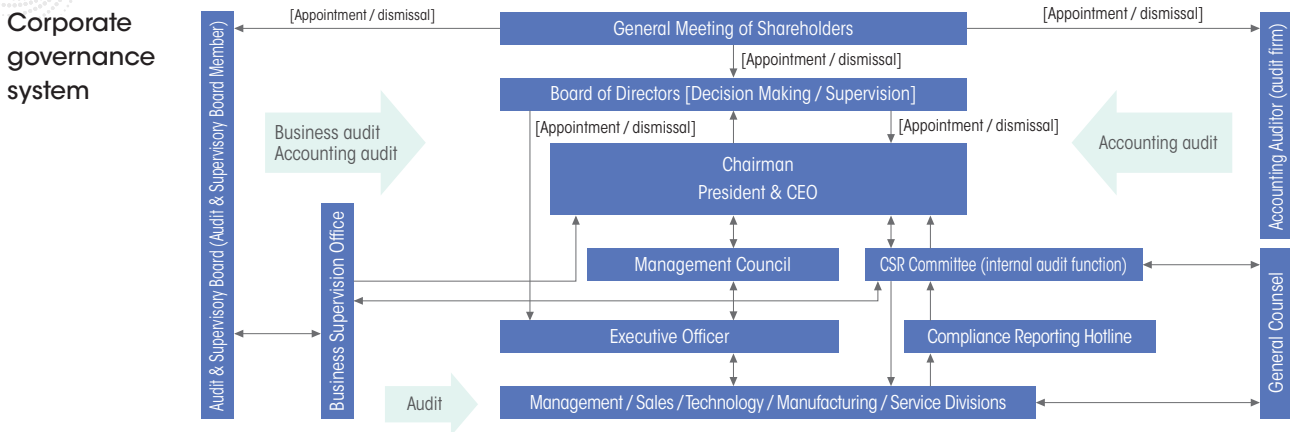 Corporate
governance
system
[Appointment / dismissal]
General Meeting of Shareholders
[Appointment / dismissal]
[Appointment / dismissal]
Board of Directors [Decision Making / Supervision]
[Appointment / dismissal]
[Appointment / dismissal]
Business audit
Accounting audit
Accounting audit
Chairman
President & CEO
Audit & Supervisory Board (Audit & Supervisory Board Member)
Accounting Auditor (audit firm)
Business Supervision Office
Management Council
CSR Committee (internal audit function)
Executive Officer
Compliance Reporting Hotline
General Counsel
Audit
Management / Sales / Technology / Manufacturing / Service Divisions